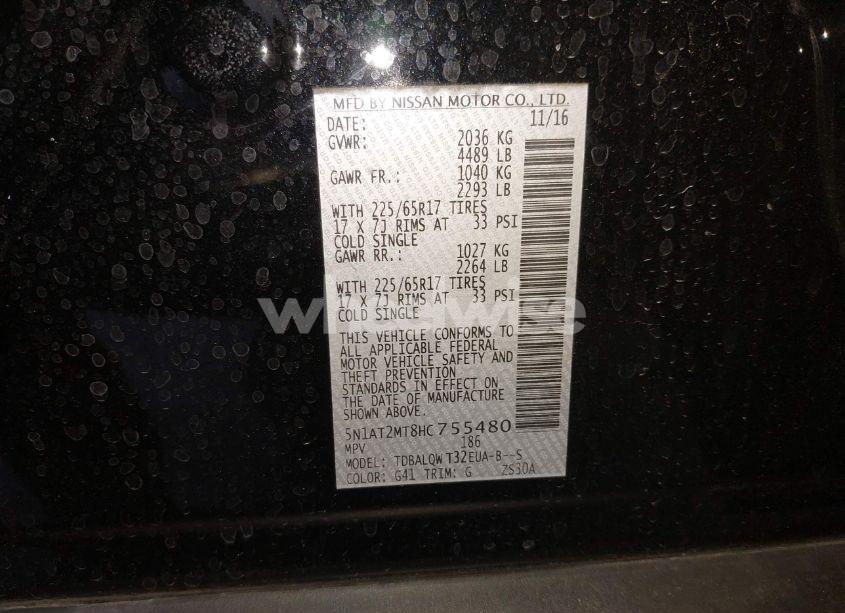 MFD BY NISSAN MOTOR CO., LTD.
DATE: 11/16
GVWR: 2036 KG
4489 LB
GAWR FR.: 1040 KG
2293 LB
WITH 225/65R17 TIRES
17 X 7J RIMS AT 33 PSI
COLD SINGLE
GAWR RR.: 1027 KG
2264 LB
WITH 225/65R17 TIRES
17 X 7J RIMS AT 33 PSI
COLD SINGLE
THIS VEHICLE CONFORMS TO
ALL APPLICABLE FEDERAL
MOTOR VEHICLE SAFETY AND
THEFT PREVENTION
STANDARDS IN EFFECT ON
THE DATE OF MANUFACTURE
SHOWN ABOVE.
5N1AT2MT8HC755480
MPV 186
MODEL: TDBALQW T32EUA-B--S
COLOR: G41 TRIM: G ZS30A